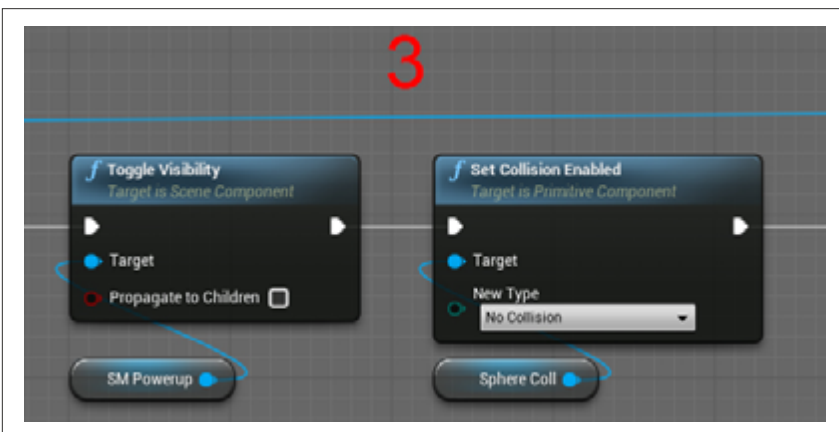 3
Toggle Visibility
Target is Scene Component
Target
Propagate to Children
SM Powerup
Set Collision Enabled
Target is Primitive Component
Target
New Type
No Collision
Sphere Coll